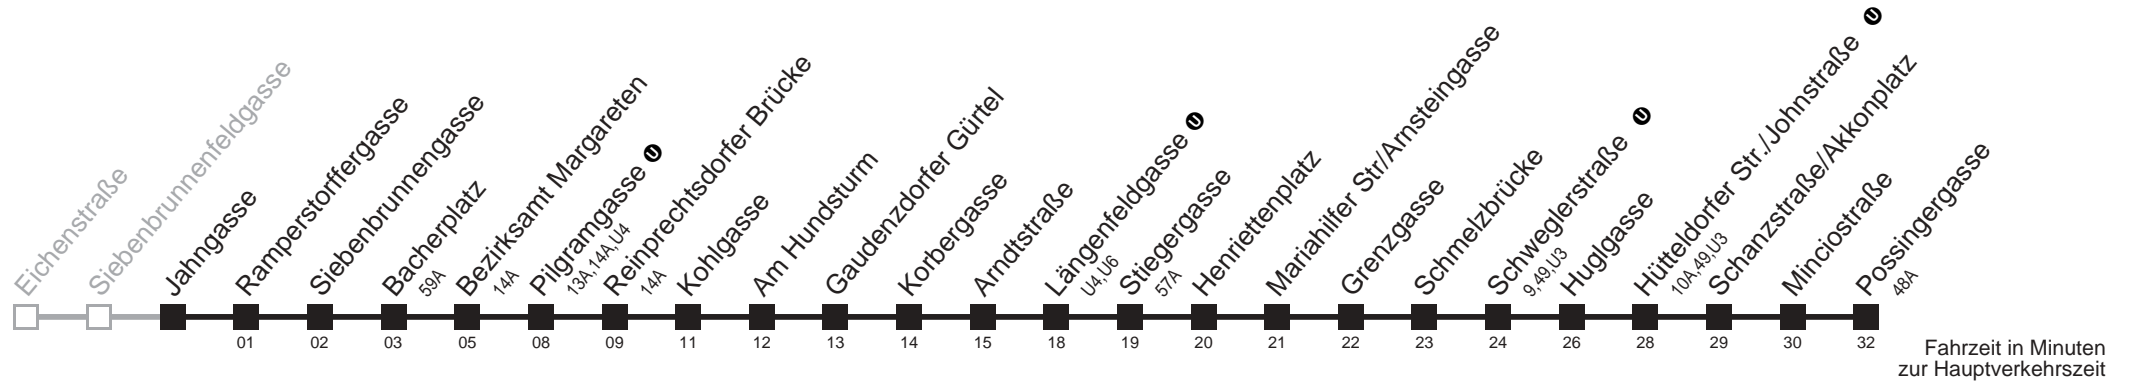 Eichenstraße
Siebenbrunnenfeldgasse
Jahngasse
Ramperstorffergasse
Siebenbrunnengasse
Bacherplatz
59A
Bezirksamt Margareten
14A
Pilgramgasse U
13A,14A,U4
Reinprechtsdorfer Brücke
14A
Kohlgasse
Am Hundsturm
Gaudenzdorfer Gürtel
Korbergasse
Arndtstraße
Längenfeldgasse U
U4,U6
Stiegergasse
57A
Henriettenplatz
Mariahilfer Str/Arnsteingasse
Grenzgasse
Schmelzbrücke
Schweglerstraße U
9,49,U3
Huglgasse
Hütteldorfer Str./Johnstraße U
10A,49,U3
Schanzstraße/Akkonplatz
Minciostraße
Possingergasse
48A
01 02 03 05 08 09 11 12 13 14 15 18 19 20 21 22 23 24 26 28 29 30 32
Fahrzeit in Minuten
zur Hauptverkehrszeit